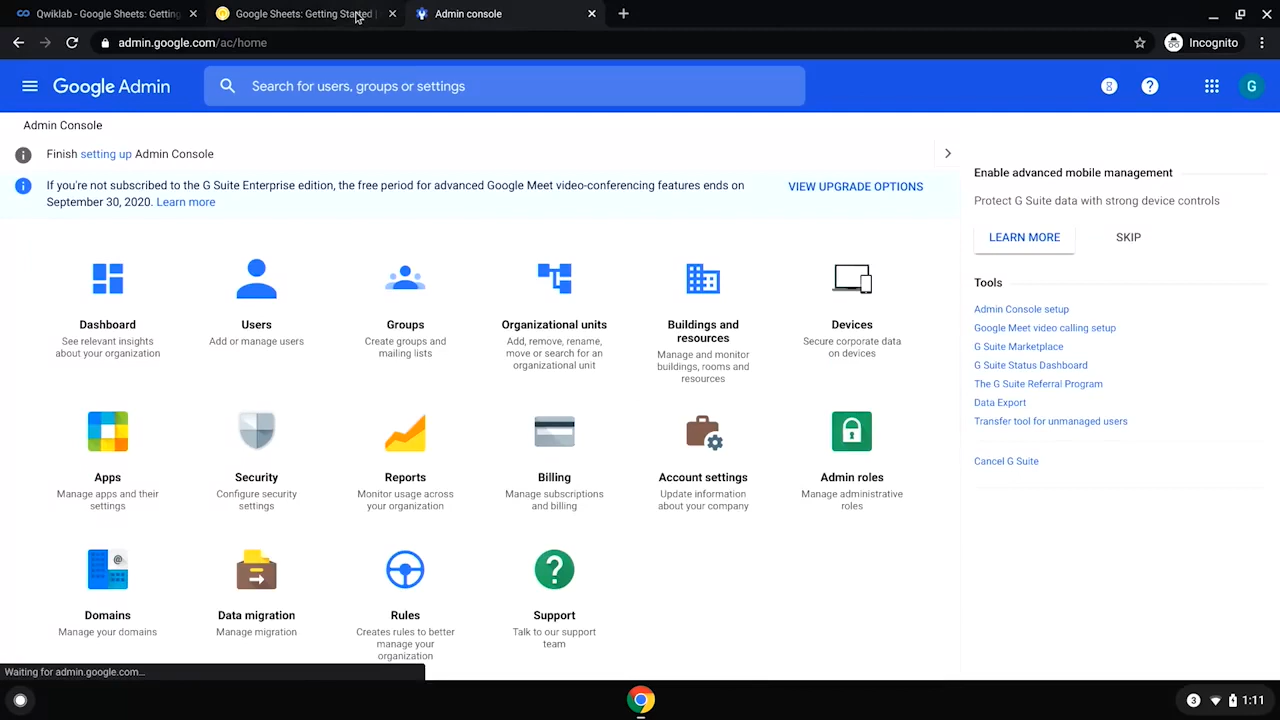 Qwiklab - Google Sheets: Getting
Google Sheets: Getting Started |
Admin console
admin.google.com/ac/home
Incognito
Google Admin
Search for users, groups or settings
G
Admin Console
Finish setting up Admin Console
If you're not subscribed to the G Suite Enterprise edition, the free period for advanced Google Meet video-conferencing features ends on
September 30, 2020. Learn more
VIEW UPGRADE OPTIONS
Enable advanced mobile management
Protect G Suite data with strong device controls
LEARN MORE
SKIP
Tools
Admin Console setup
Google Meet video calling setup
G Suite Marketplace
G Suite Status Dashboard
The G Suite Referral Program
Data Export
Transfer tool for unmanaged users
Cancel G Suite
Dashboard
See relevant insights
about your organization
Users
Add or manage users
Groups
Create groups and
mailing lists
Organizational units
Add, remove, rename,
move or search for an
organizational unit
Buildings and
resources
Manage and monitor
buildings, rooms and
resources
Devices
Secure corporate data
on devices
Apps
Manage apps and their
settings
Security
Configure security
settings
Reports
Monitor usage across
your organization
Billing
Manage subscriptions
and billing
Account settings
Update information
about your company
Admin roles
Manage administrative
roles
Domains
Manage your domains
Data migration
Manage migration
Rules
Creates rules to better
manage your
organization
Support
Talk to our support
team
Waiting for admin.google.com...
3
1:11